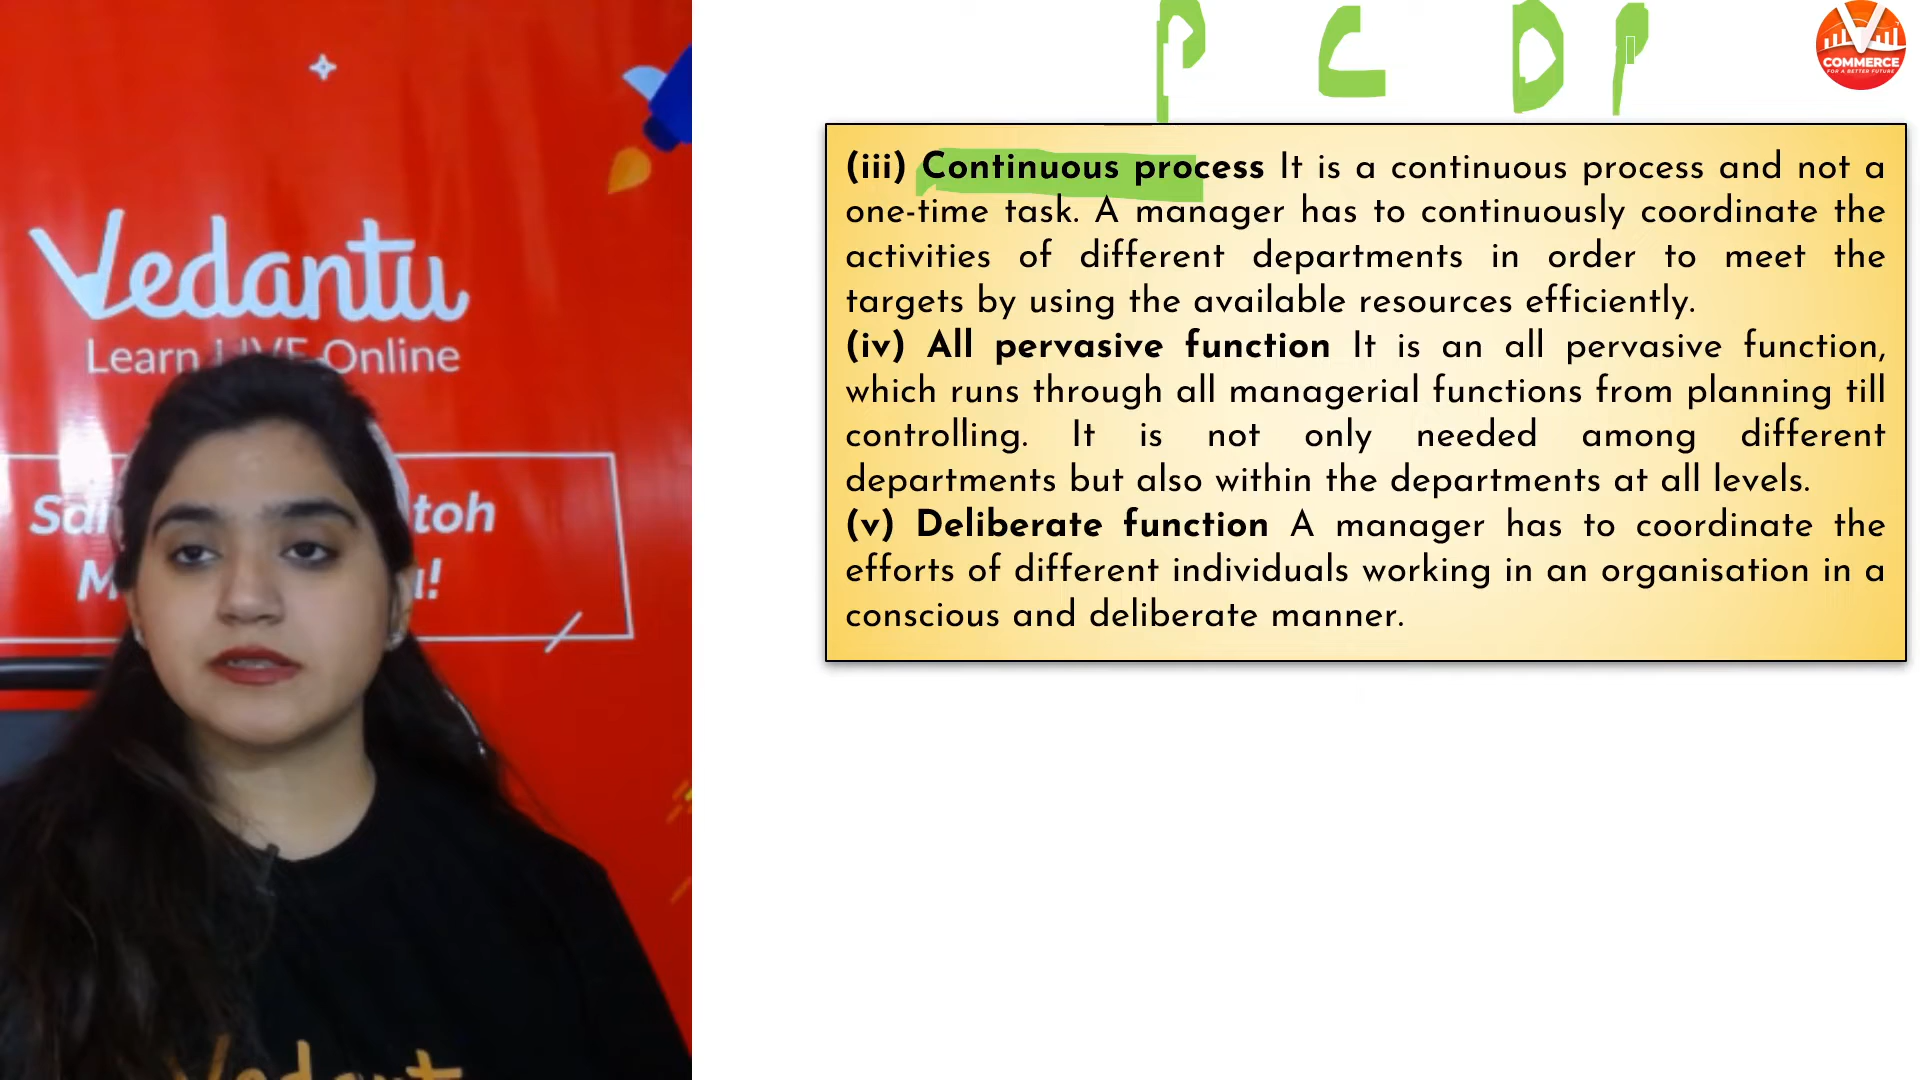 P C D P
COMMERCE
FOR A BETTER FUTURE
Vedantu
Learn LIVE Online
toh
(iii) Continuous process It is a continuous process and not a
one-time task. A manager has to continuously coordinate the
activities of different departments in order to meet the
targets by using the available resources efficiently.
(iv) All pervasive function It is an all pervasive function,
which runs through all managerial functions from planning till
controlling. It is not only needed among different
departments but also within the departments at all levels.
(v) Deliberate function A manager has to coordinate the
efforts of different individuals working in an organisation in a
conscious and deliberate manner.